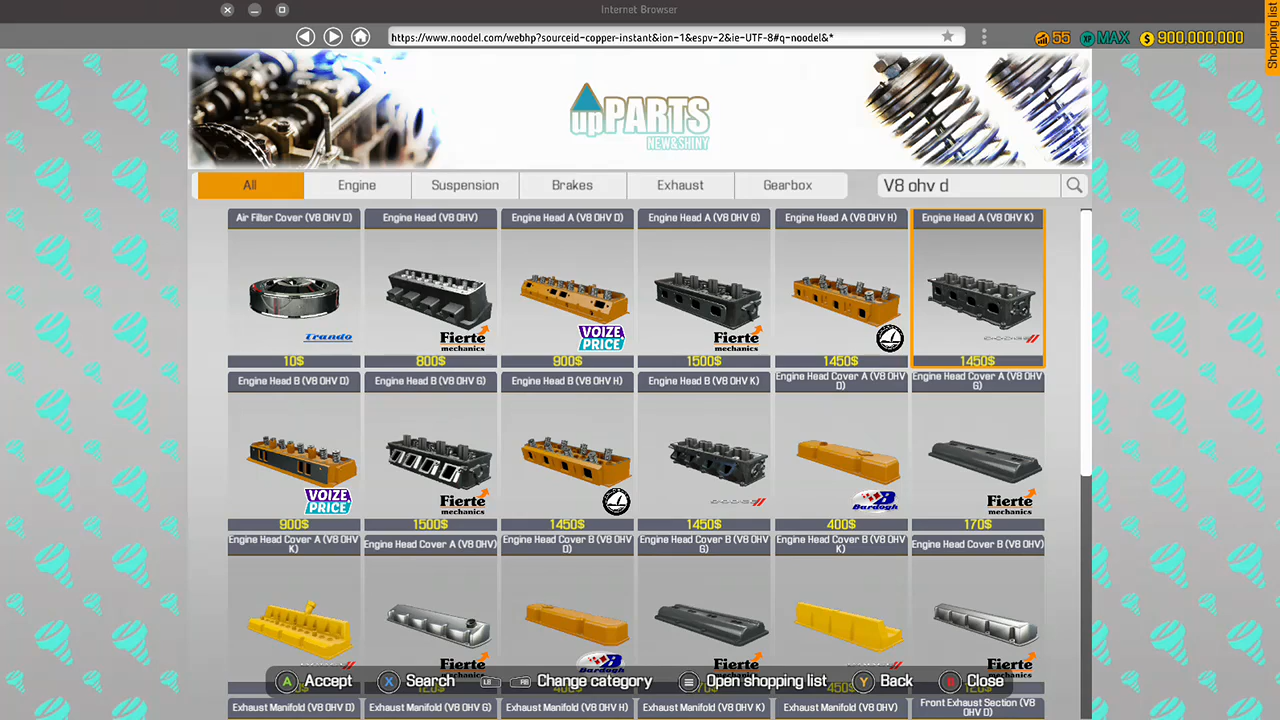 Internet Browser
https://www.noodel.com/webhp?sourceid-copper-instant&ion-1&espv-2&ie-UTF-8#q-noodel&*
55 XP MAX $ 900,000,000
Shopping list
upPARTS
NEW&SHINY
All Engine Suspension Brakes Exhaust Gearbox V8 ohv d
Air Filter Cover (V8 OHV D) Engine Head (V8 OHV) Engine Head A (V8 OHV D) Engine Head A (V8 OHV G) Engine Head A (V8 OHV H) Engine Head A (V8 OHV K)
Trando Fierte mechanics VOIZE PRICE Fierte mechanics DODGE
10$ 800$ 900$ 1500$ 1450$ 1450$
Engine Head B (V8 OHV D) Engine Head B (V8 OHV G) Engine Head B (V8 OHV H) Engine Head B (V8 OHV K) Engine Head Cover A (V8 OHV D) Engine Head Cover A (V8 OHV G)
VOIZE PRICE Fierte mechanics DODGE Bardogh Fierte mechanics
900$ 1500$ 1450$ 1450$ 400$ 170$
Engine Head Cover A (V8 OHV K) Engine Head Cover A (V8 OHV) Engine Head Cover B (V8 OHV D) Engine Head Cover B (V8 OHV G) Engine Head Cover B (V8 OHV K) Engine Head Cover B (V8 OHV)
Fierte Bardogh Fierte Fierte
A Accept X Search LB RB Change category Open shopping list Y Back B Close
Exhaust Manifold (V8 OHV D) Exhaust Manifold (V8 OHV G) Exhaust Manifold (V8 OHV H) Exhaust Manifold (V8 OHV K) Exhaust Manifold (V8 OHV) Front Exhaust Section (V8 OHV D)